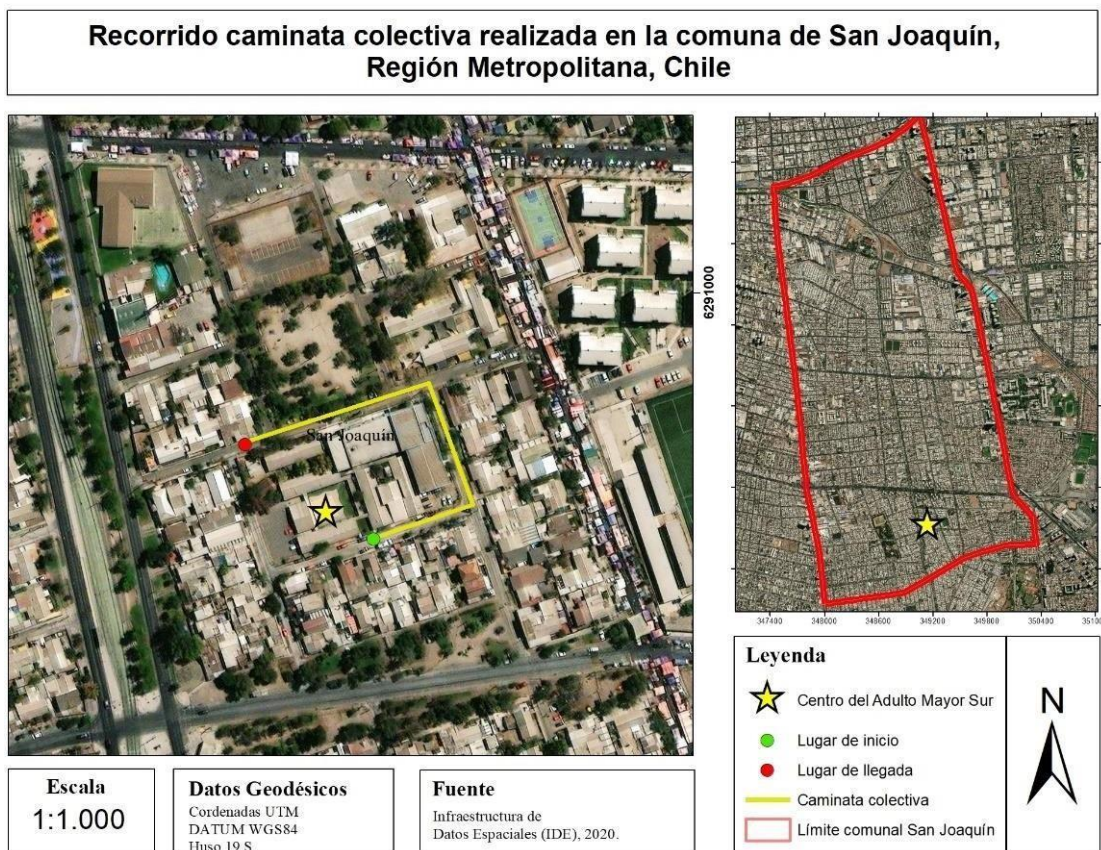 Recorrido caminata colectiva realizada en la comuna de San Joaquín,
Región Metropolitana, Chile
San Joaquín
6291000
347400 348000 348600 349200 349800 350400 35100
Leyenda
Centro del Adulto Mayor Sur
Lugar de inicio
Lugar de llegada
Caminata colectiva
Límite comunal San Joaquín
N
Escala
1:1.000
Datos Geodésicos
Cordenadas UTM
DATUM WGS84
Huso 19 S
Fuente
Infraestructura de
Datos Espaciales (IDE), 2020.